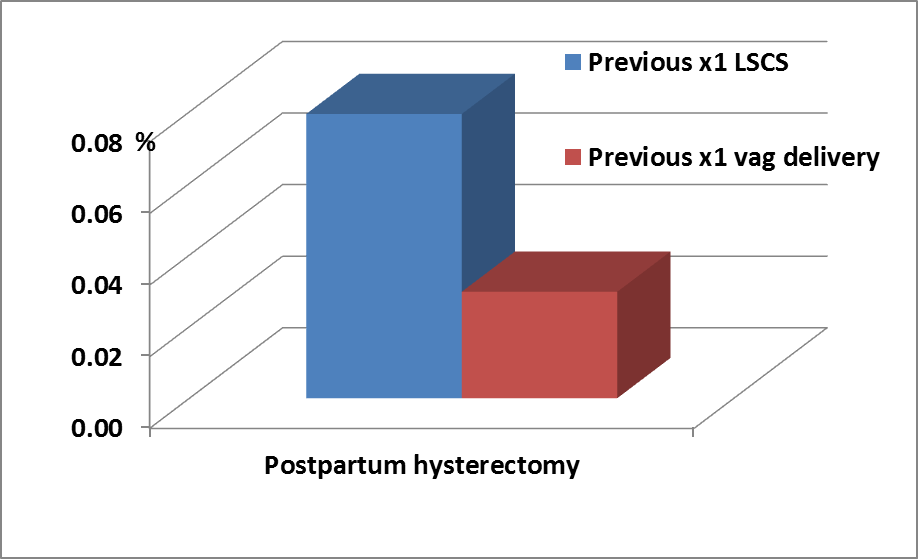 Previous x1 LSCS
Previous x1 vag delivery
0.08 %
0.06
0.04
0.02
0.00
Postpartum hysterectomy